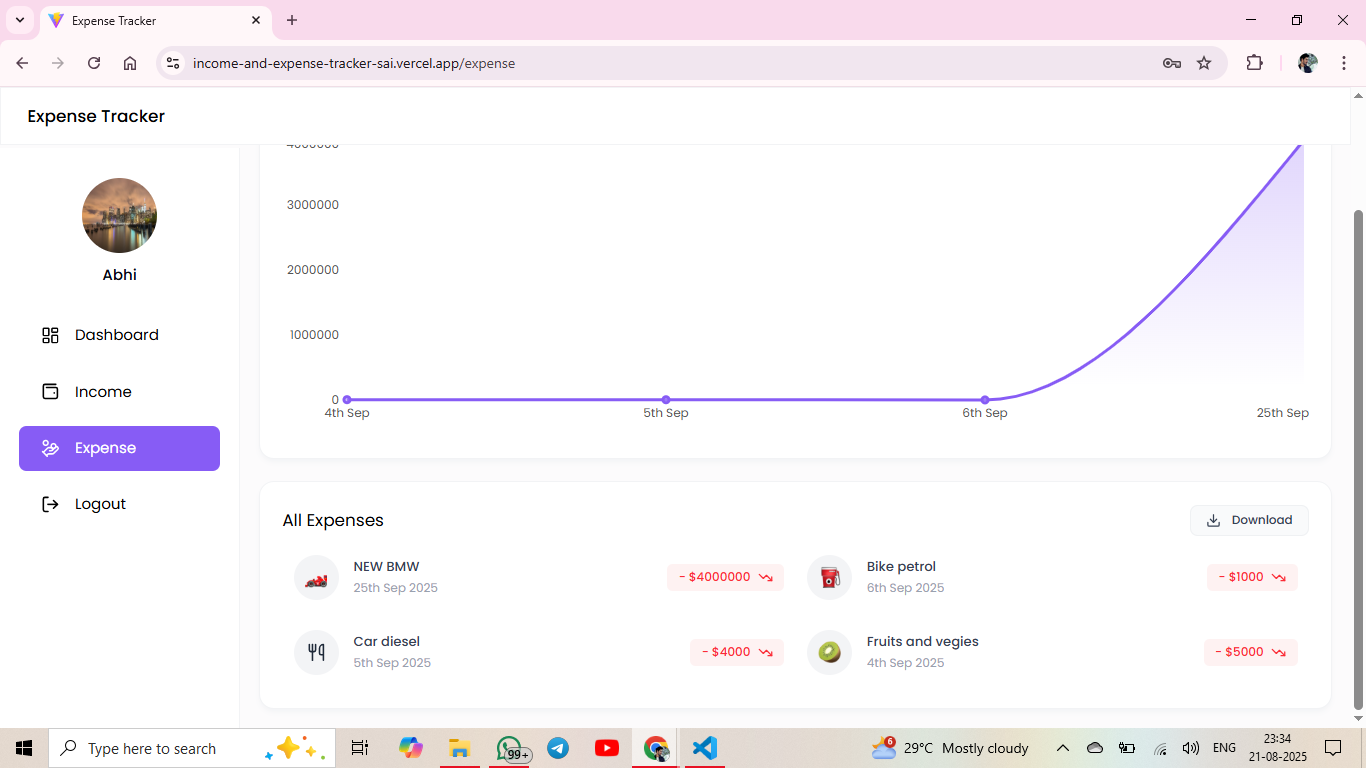 Expense Tracker
income-and-expense-tracker-sai.vercel.app/expense
Expense Tracker
Abhi
Dashboard
Income
Expense
Logout
4000000
3000000
2000000
1000000
0
4th Sep
5th Sep
6th Sep
25th Sep
All Expenses
Download
NEW BMW
25th Sep 2025
- $4000000
Bike petrol
6th Sep 2025
- $1000
Car diesel
5th Sep 2025
- $4000
Fruits and vegies
4th Sep 2025
- $5000
Type here to search
99+
6
29°C Mostly cloudy
ENG
23:34
21-08-2025